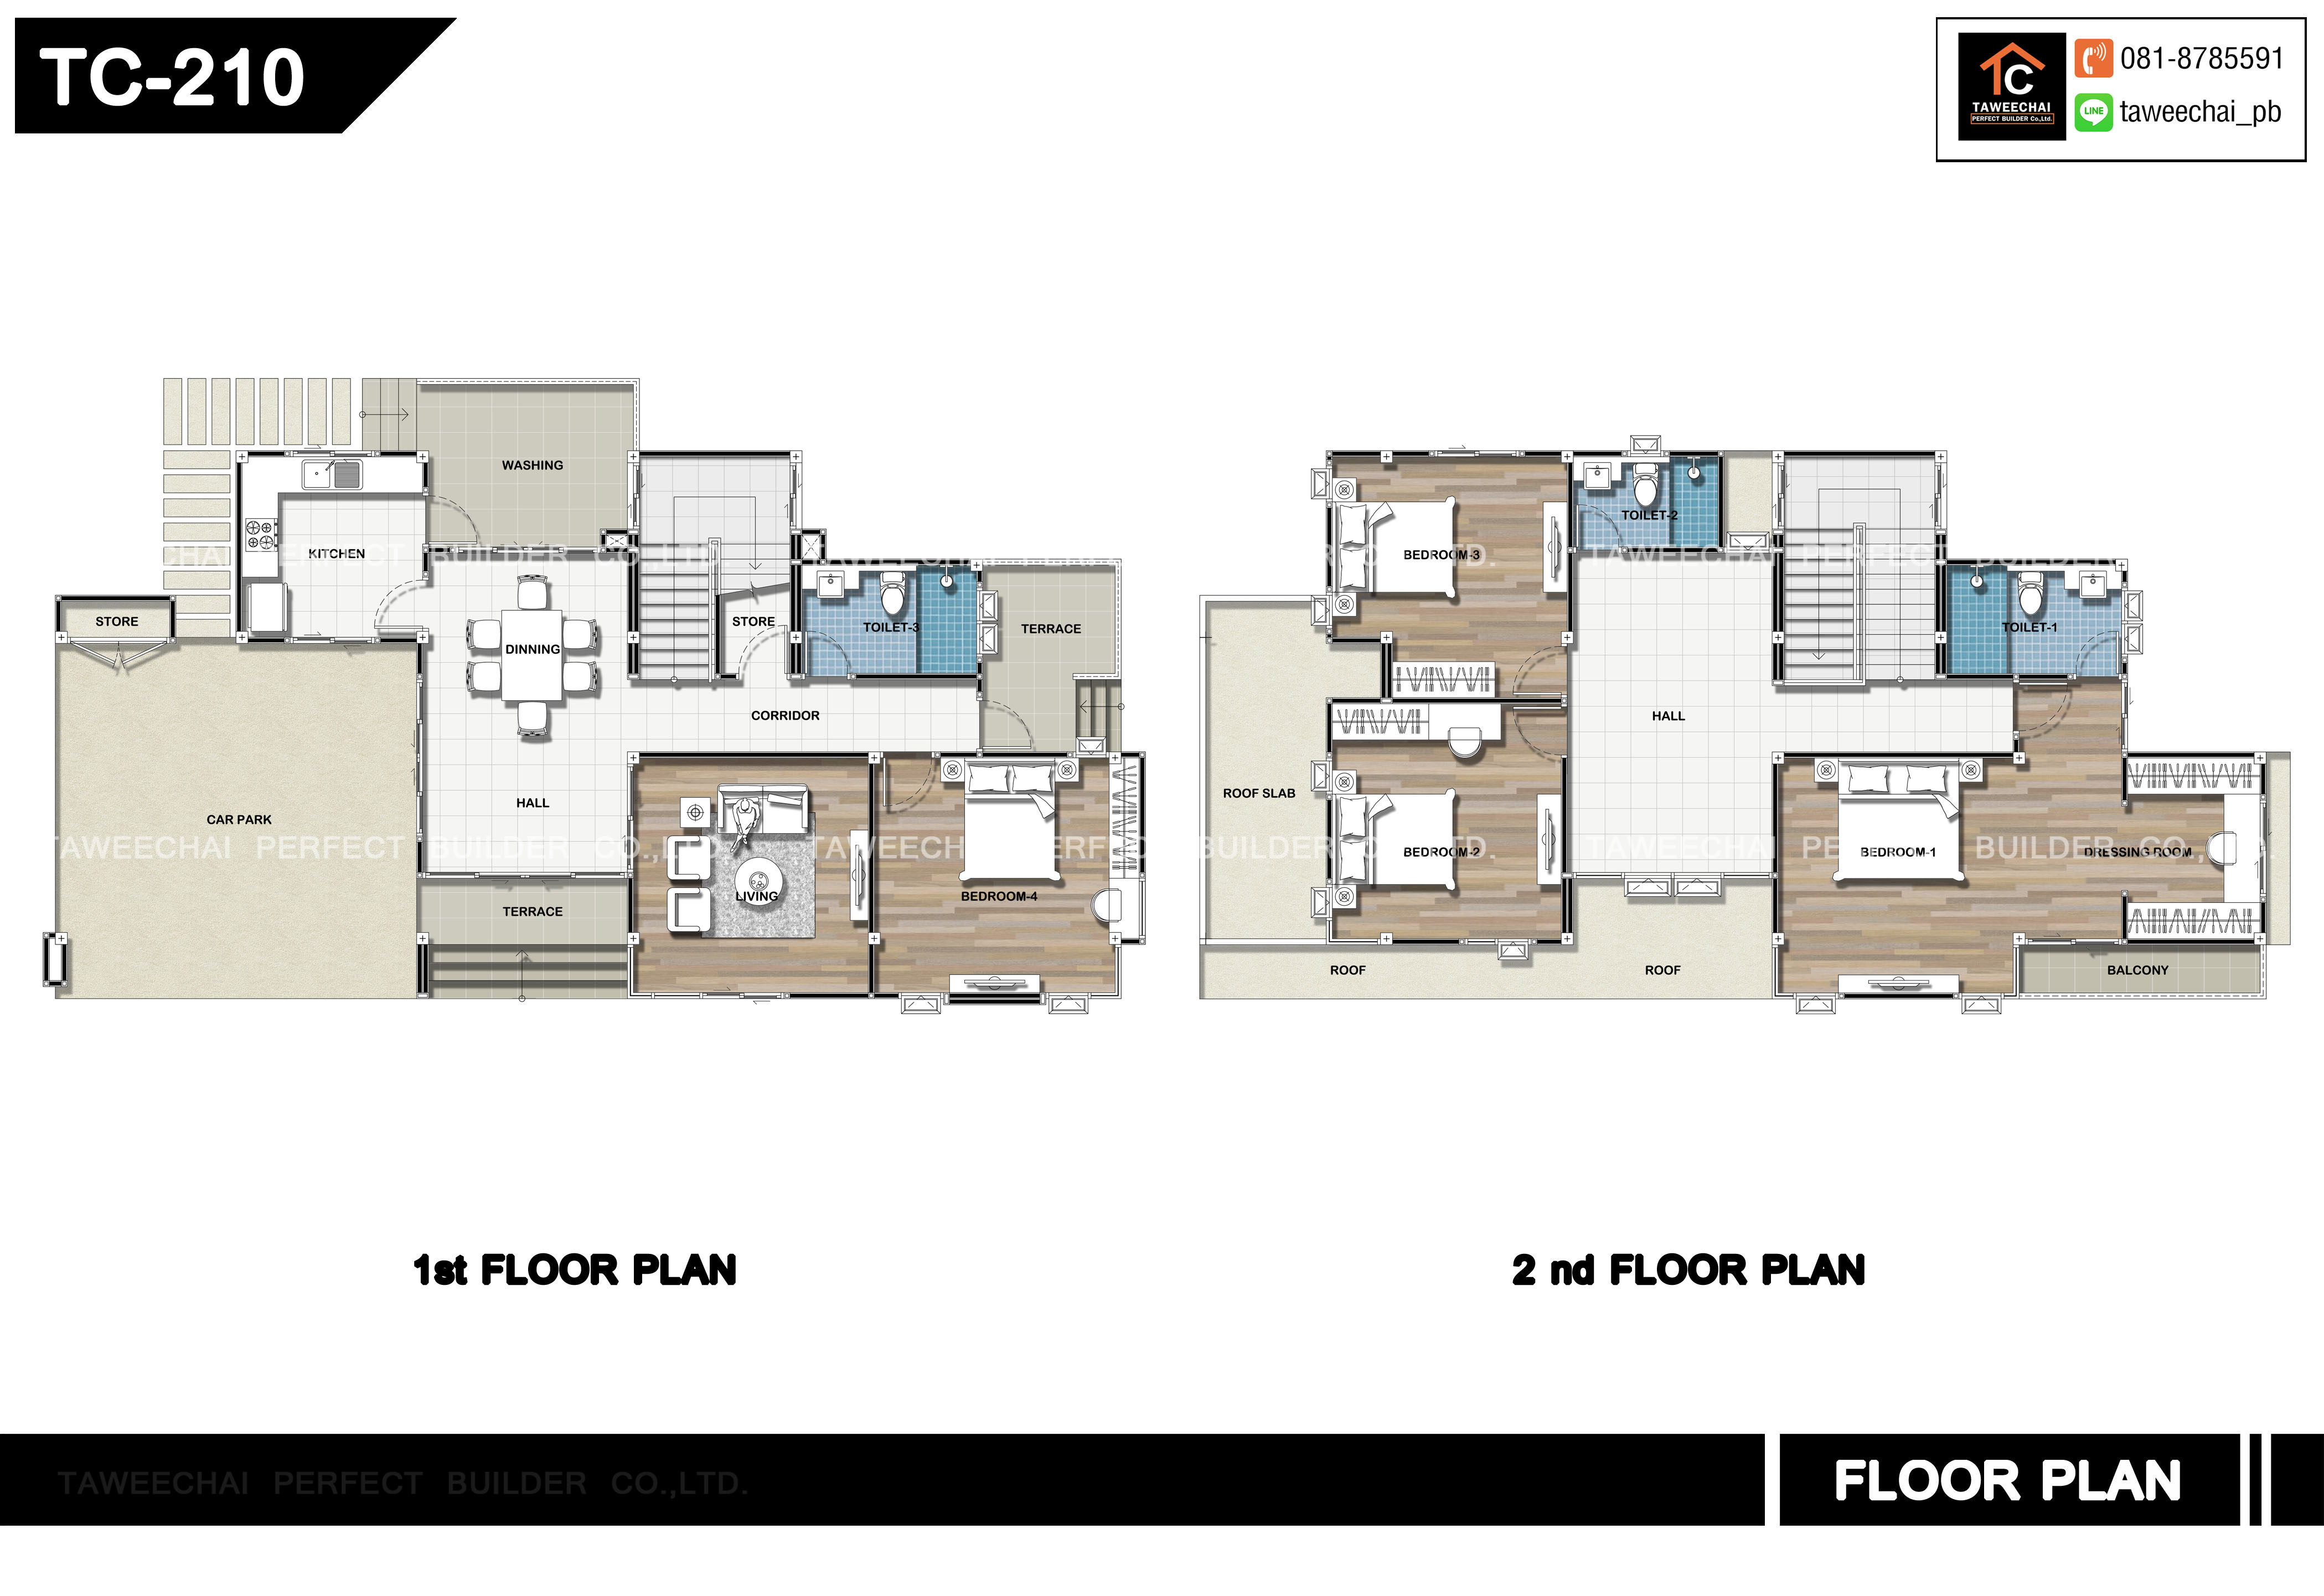 TC-210
TC
TAWEECHAI
PERFECT BUILDER Co.,Ltd.
081-8785591
LINE
taweechai_pb
WASHING
KITCHEN
STORE
DINNING
STORE
TOILET-3
TERRACE
CORRIDOR
HALL
CAR PARK
LIVING
BEDROOM-4
TERRACE
BEDROOM-3
TOILET-2
TOILET-1
HALL
ROOF SLAB
BEDROOM-2
BEDROOM-1
DRESSING ROOM
ROOF
ROOF
BALCONY
TAWEECHAI PERFECT BUILDER CO.,LTD.
1st FLOOR PLAN
2 nd FLOOR PLAN
TAWEECHAI PERFECT BUILDER CO.,LTD.
FLOOR PLAN